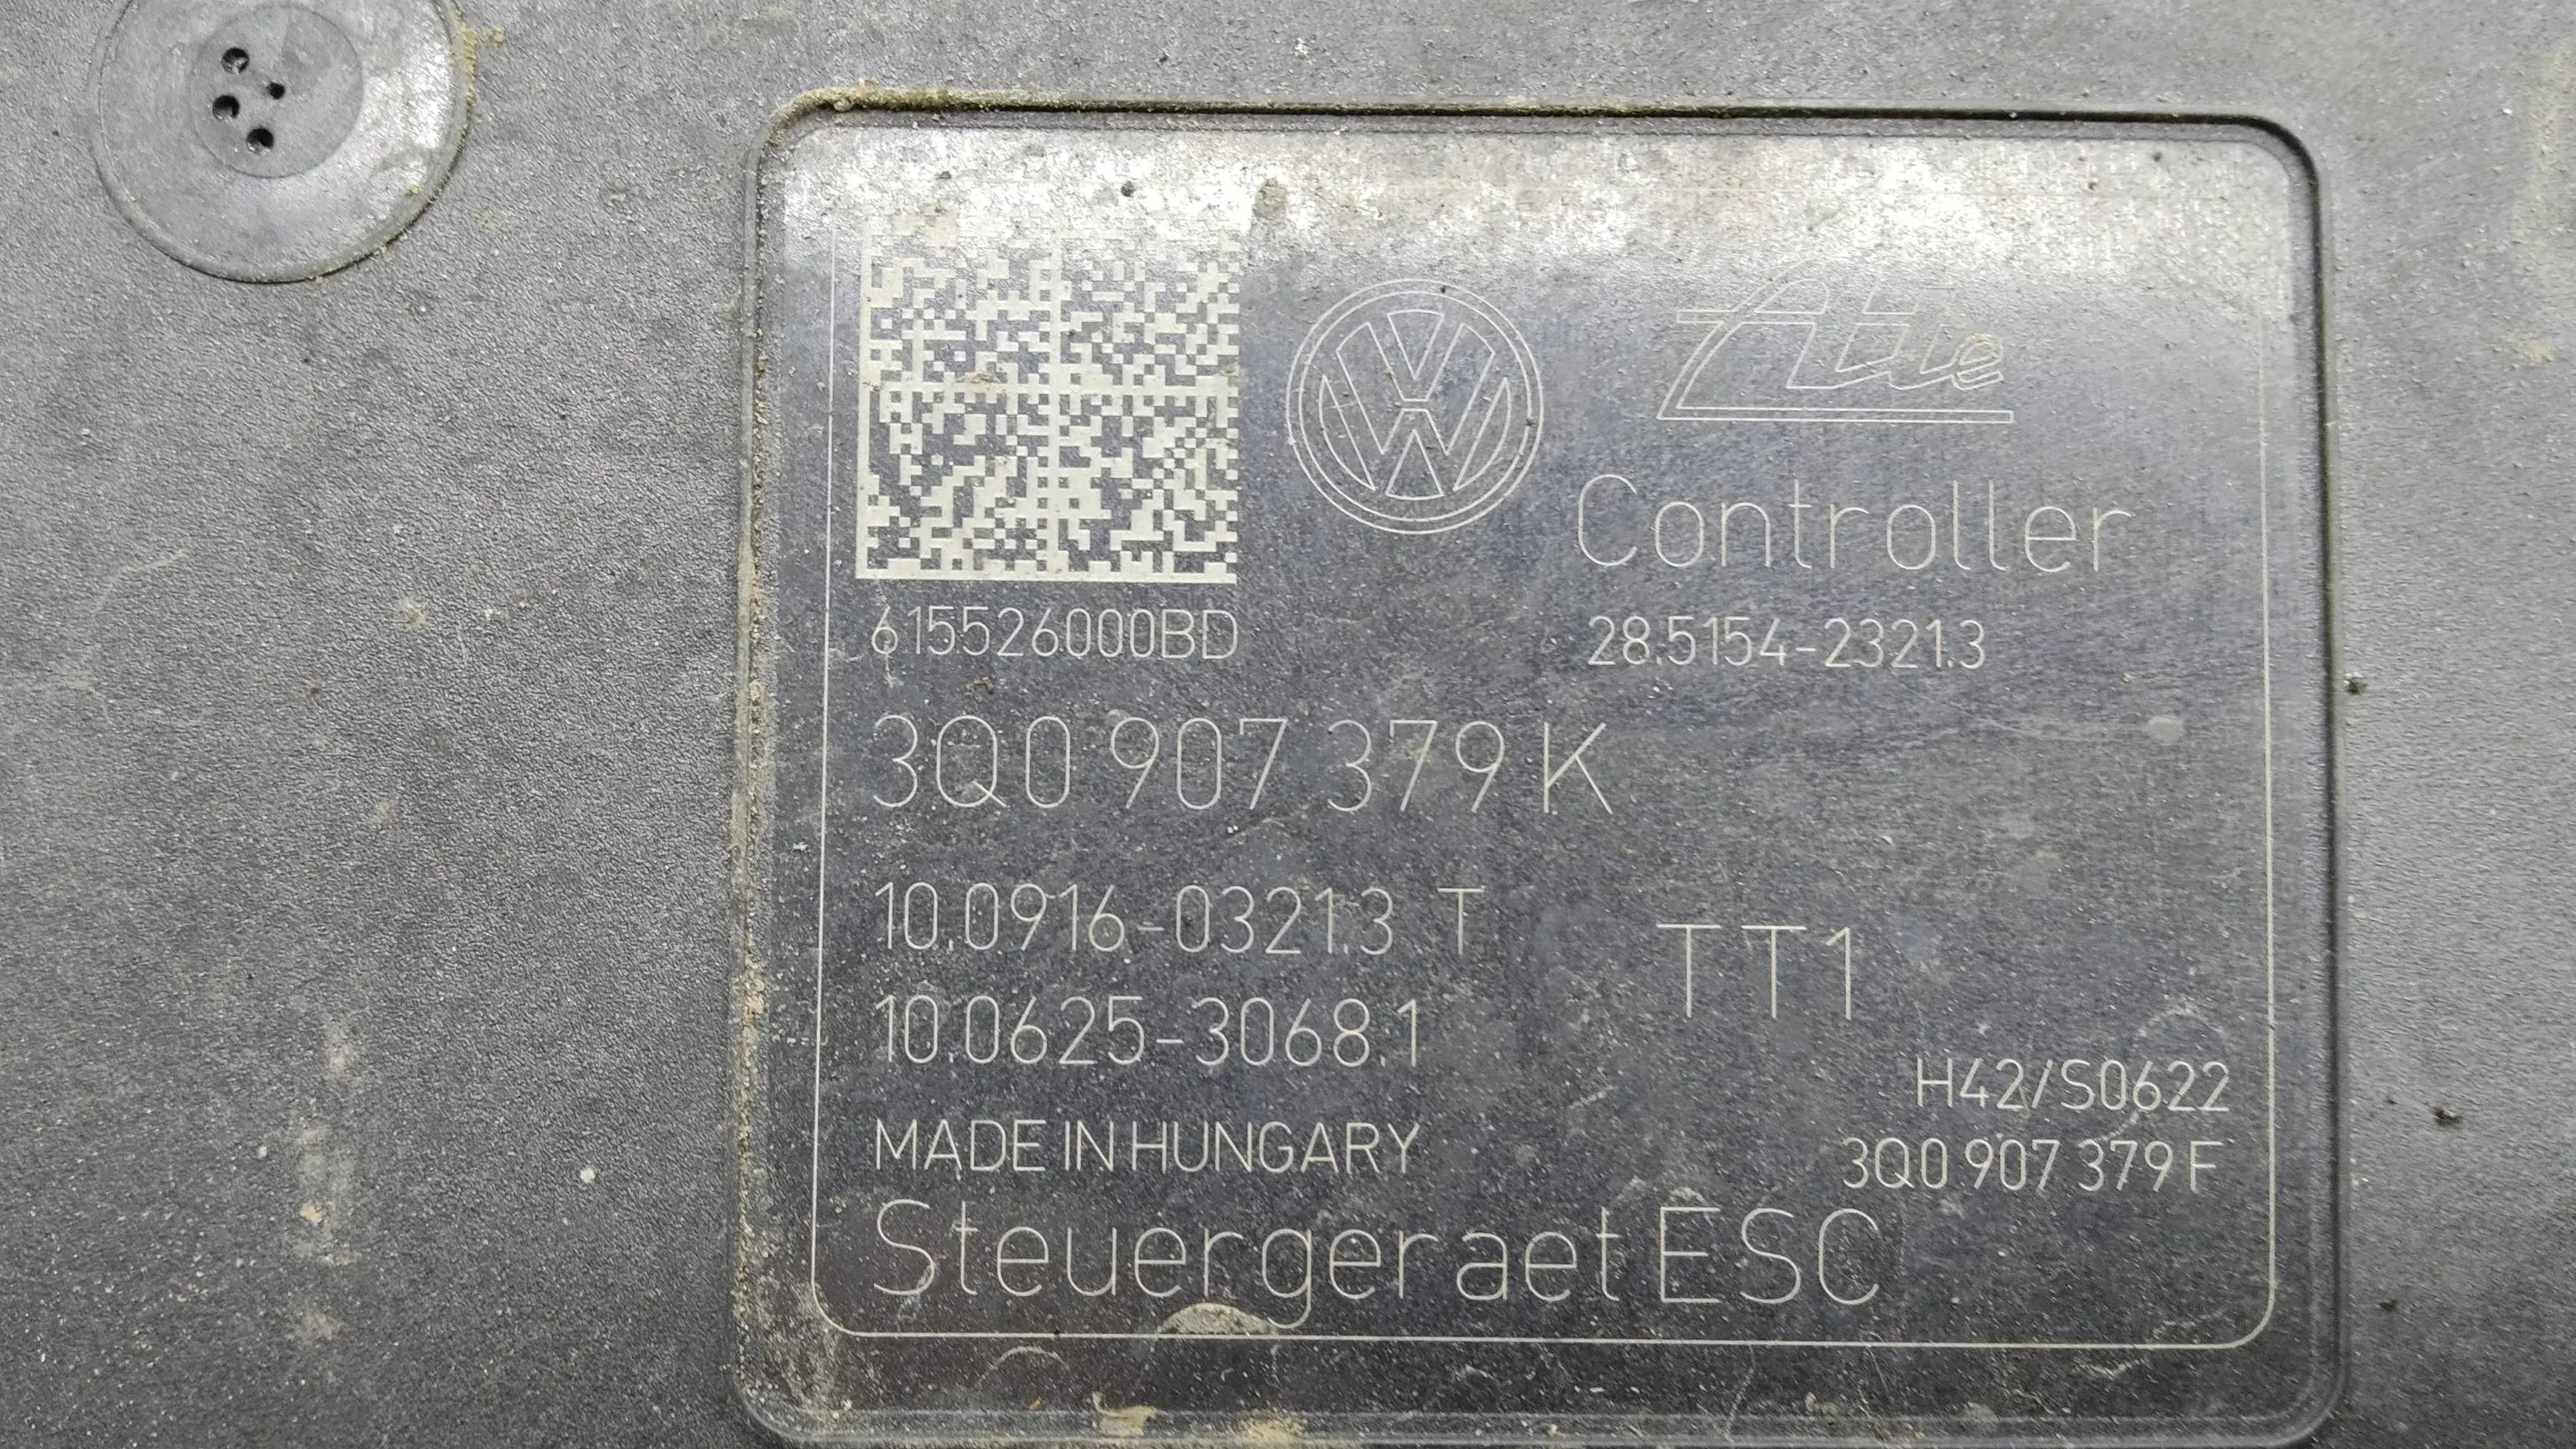 Ate
Controller
615526000BD
28.5154-2321.3
3Q0 907 379 K
10.0916-0321.3 T
TT1
10.0625-3068.1
H42/S0622
MADE IN HUNGARY
3Q0 907 379 F
Steuergeraet ESC